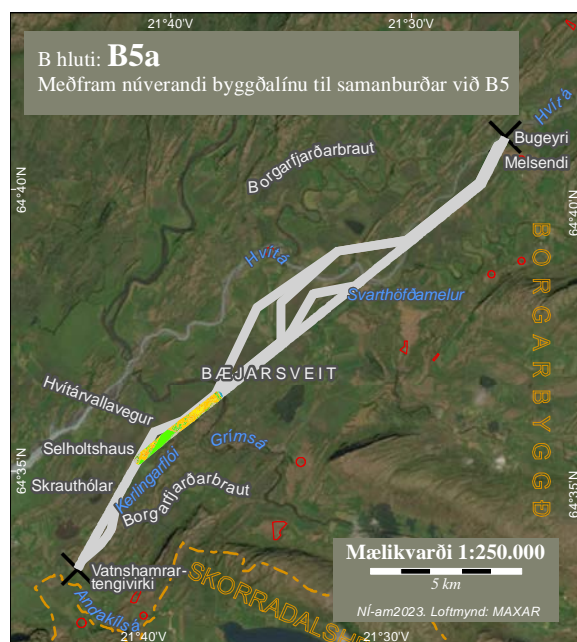 21°40'V
21°30'V
B hluti: B5a
Meðfram núverandi byggðalínu til samanburðar við B5
Hvítá
Bugeyri
Melsendi
Borgarfjarðarbraut
64°40'N
64°40'N
BORGARBYGGÐ
Hvítá
Svarthöfðamelur
BÆJARSVEIT
Hvítárvallavegur
Grímsá
Selholtshaus
64°35'N
64°35'N
Skrauthólar
Kerlingarflói
Borgarfjarðarbraut
Vatnshamrar-
tengivirki
SKORRADALSH
Andakílsá
Mælikvarði 1:250.000
5 km
NÍ-am2023. Loftmynd: MAXAR
21°40'V
21°30'V